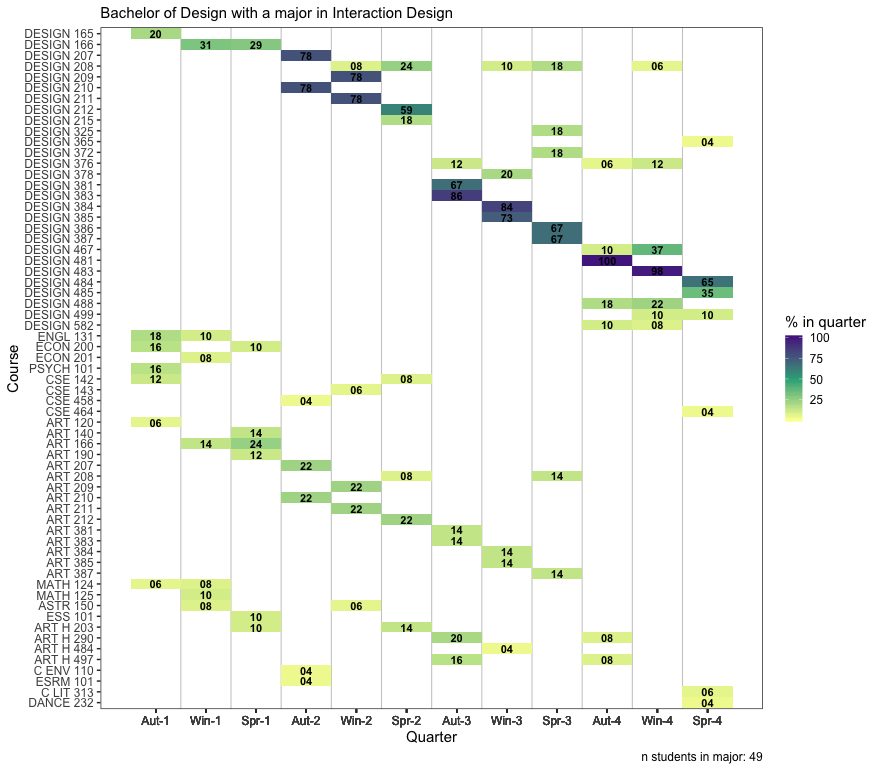 Bachelor of Design with a major in Interaction Design
DESIGN 165 20
DESIGN 166 31 29
DESIGN 207 78
DESIGN 208 08 24 10 18 06
DESIGN 209 78
DESIGN 210 78
DESIGN 211 78
DESIGN 212 59
DESIGN 215 18
DESIGN 325 18
DESIGN 365 04
DESIGN 372 18
DESIGN 376 12 06 12
DESIGN 378 20
DESIGN 381 67
DESIGN 383 86
DESIGN 384 84
DESIGN 385 73
DESIGN 386 67
DESIGN 387 67
DESIGN 467 10 37
DESIGN 481 100
DESIGN 483 98
DESIGN 484 65
DESIGN 485 35
DESIGN 488 18 22
DESIGN 499 10 10
DESIGN 582 10 08
ENGL 131 18 10
ECON 200 16 10
ECON 201 08
PSYCH 101 16
CSE 142 12 08
CSE 143 06
CSE 458 04
CSE 464 04
ART 120 06
ART 140 14
ART 166 14 24
ART 190 12
ART 207 22
ART 208 08 14
ART 209 22
ART 210 22
ART 211 22
ART 212 22
ART 381 14
ART 383 14
ART 384 14
ART 385 14
ART 387 14
MATH 124 06 08
MATH 125 10
ASTR 150 08 06
ESS 101 10
ART H 203 10 14
ART H 290 20 08
ART H 484 04
ART H 497 16 08
C ENV 110 04
ESRM 101 04
C LIT 313 06
DANCE 232 04
Aut-1 Win-1 Spr-1 Aut-2 Win-2 Spr-2 Aut-3 Win-3 Spr-3 Aut-4 Win-4 Spr-4
Quarter
Course
% in quarter
100
75
50
25
n students in major: 49